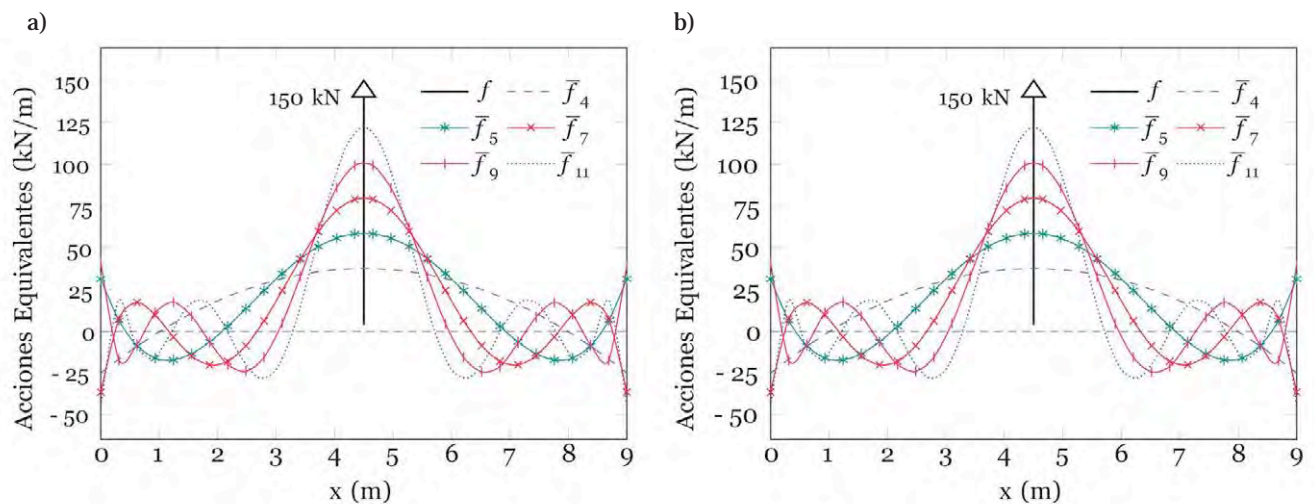 a)
Acciones Equivalentes (kN/m)
150
125
100
75
50
25
0
-25
-50
150 kN
f
f̅4
f̅5
f̅7
f̅9
f̅11
0 1 2 3 4 5 6 7 8 9
x (m)
b)
Acciones Equivalentes (kN/m)
150
125
100
75
50
25
0
-25
-50
150 kN
f
f̅4
f̅5
f̅7
f̅9
f̅11
0 1 2 3 4 5 6 7 8 9
x (m)